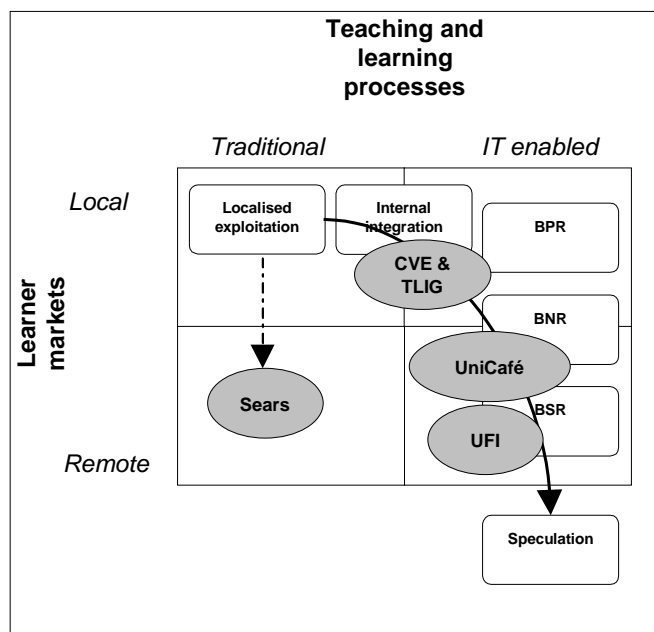 Teaching and
learning
processes
Traditional
IT enabled
Local
Localised
exploitation
Internal
integration
BPR
CVE &
TLIG
Learner
markets
BNR
UniCafé
Sears
BSR
UFI
Remote
Speculation